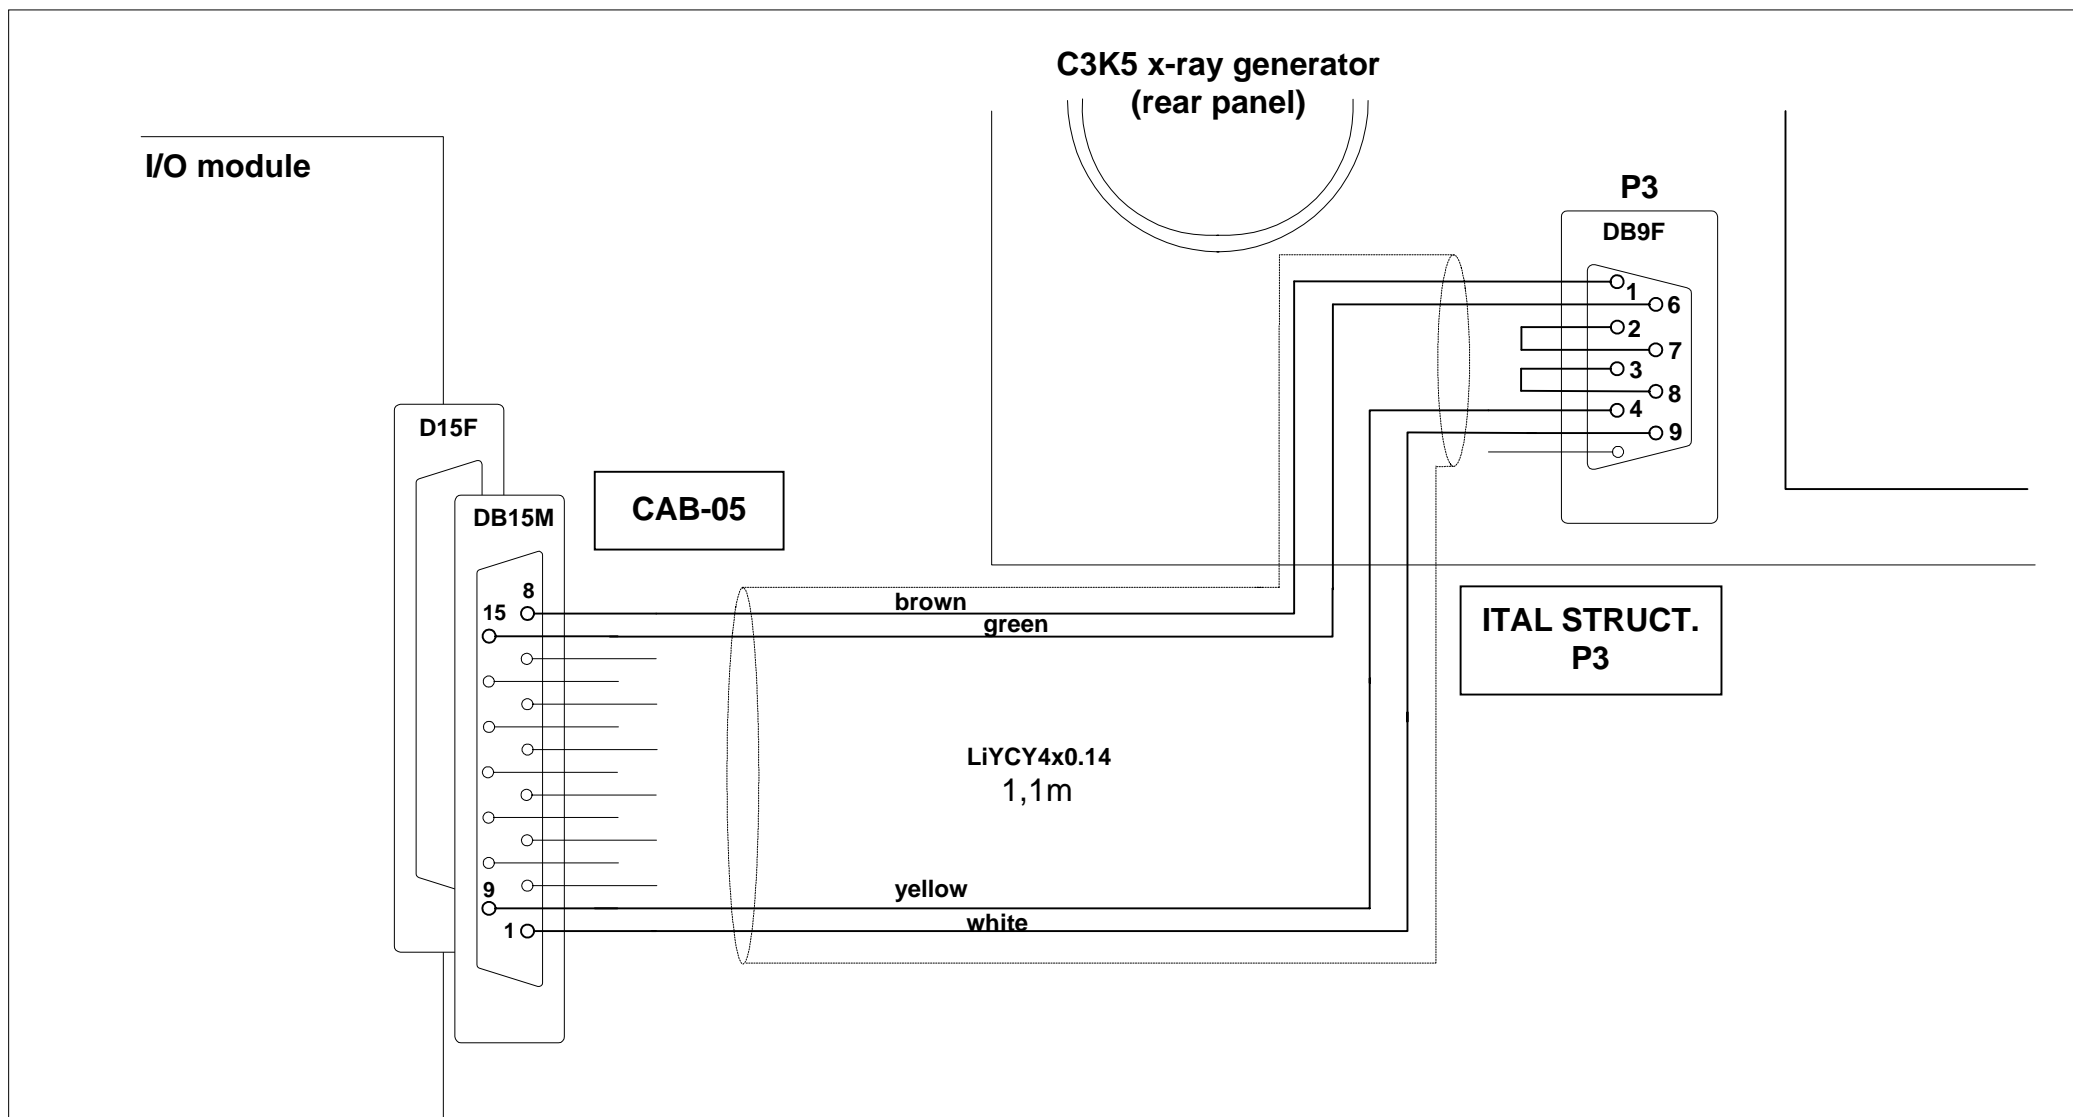 C3K5 x-ray generator
(rear panel)
I/O module
P3
DB9F
1
6
2
7
3
8
4
9
D15F
CAB-05
DB15M
8
15
brown
green
ITAL STRUCT.
P3
LiYCY4x0.14
1,1m
9
yellow
1
white